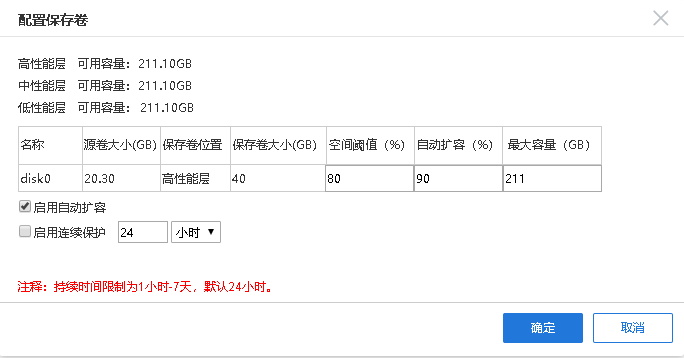 配置保存卷
高性能层 可用容量：211.10GB
中性能层 可用容量：211.10GB
低性能层 可用容量： 211.10GB
名称 源卷大小(GB) 保存卷位置 保存卷大小(GB) 空间阈值（%） 自动扩容（%） 最大容量（GB）
disk0 20.30 高性能层 40 80 90 211
启用自动扩容
启用连续保护 24 小时
注释：持续时间限制为1小时-7天，默认24小时。
确定 取消